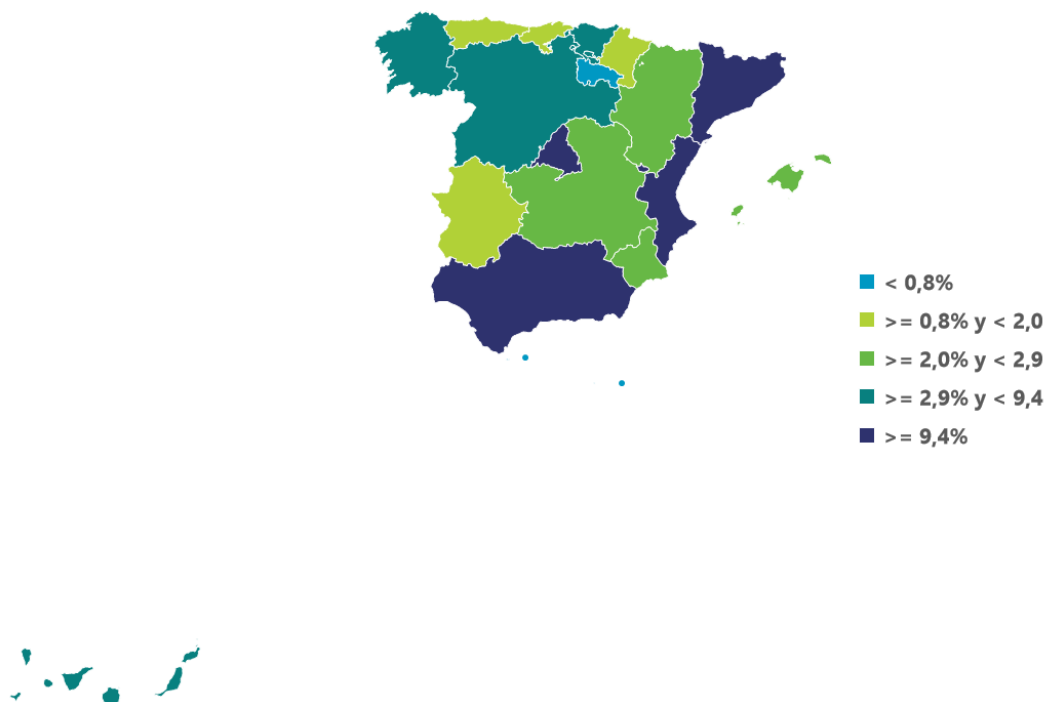 < 0,8%
>= 0,8% y < 2,0
>= 2,0% y < 2,9
>= 2,9% y < 9,4
>= 9,4%